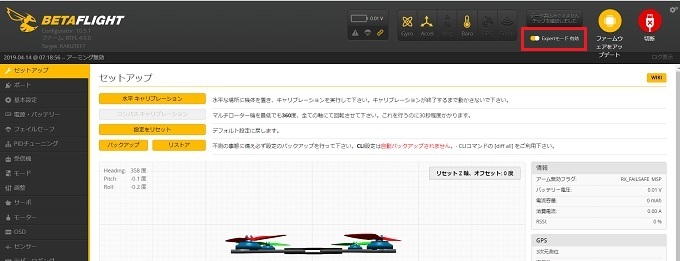 BETAFLIGHT
Configurator: 10.5.1
Target: KAKUTEF7
0.01 V
Gyro
Accel
Baro
Expertモード 有効
ファームウ
ェアをアッ
プデート
切断
2019-04-14 @ 07:18:56 -- アーミング無効
ログ表示
セットアップ
ポート
基本設定
電源・バッテリー
フェイルセーフ
PIDチューニング
受信機
モード
調整
サーボ
モーター
OSD
センサー
セットアップ
WIKI
水平 キャリブレーション
水平な場所に機体を置き、キャリブレーションを実行して下さい。キャリブレーションが終了するまで動かさないで下さい。
コンパス キャリブレーション
マルチローター機を最低でも360度、全ての軸にて回転させて下さい。これを行うのに30秒程度かかります。
設定をリセット
デフォルト設定に戻します。
バックアップ
リストア
不測の事態に備え必ず設定のバックアップを行って下さい。CLI設定は自動バックアップされません。- CLIコマンドの [diff all] をご利用下さい。
Heading: 358 度
Pitch: -0.1 度
Roll: -0.2 度
リセット Z 軸、オフセット: 0 度
情報
アーム無効フラグ: RX_FAILSAFE MSP
バッテリー電圧: 0.01 V
電流容量: 0 mAh
消費電流: 0.00 A
RSSI: 0 %
GPS
3次元測位